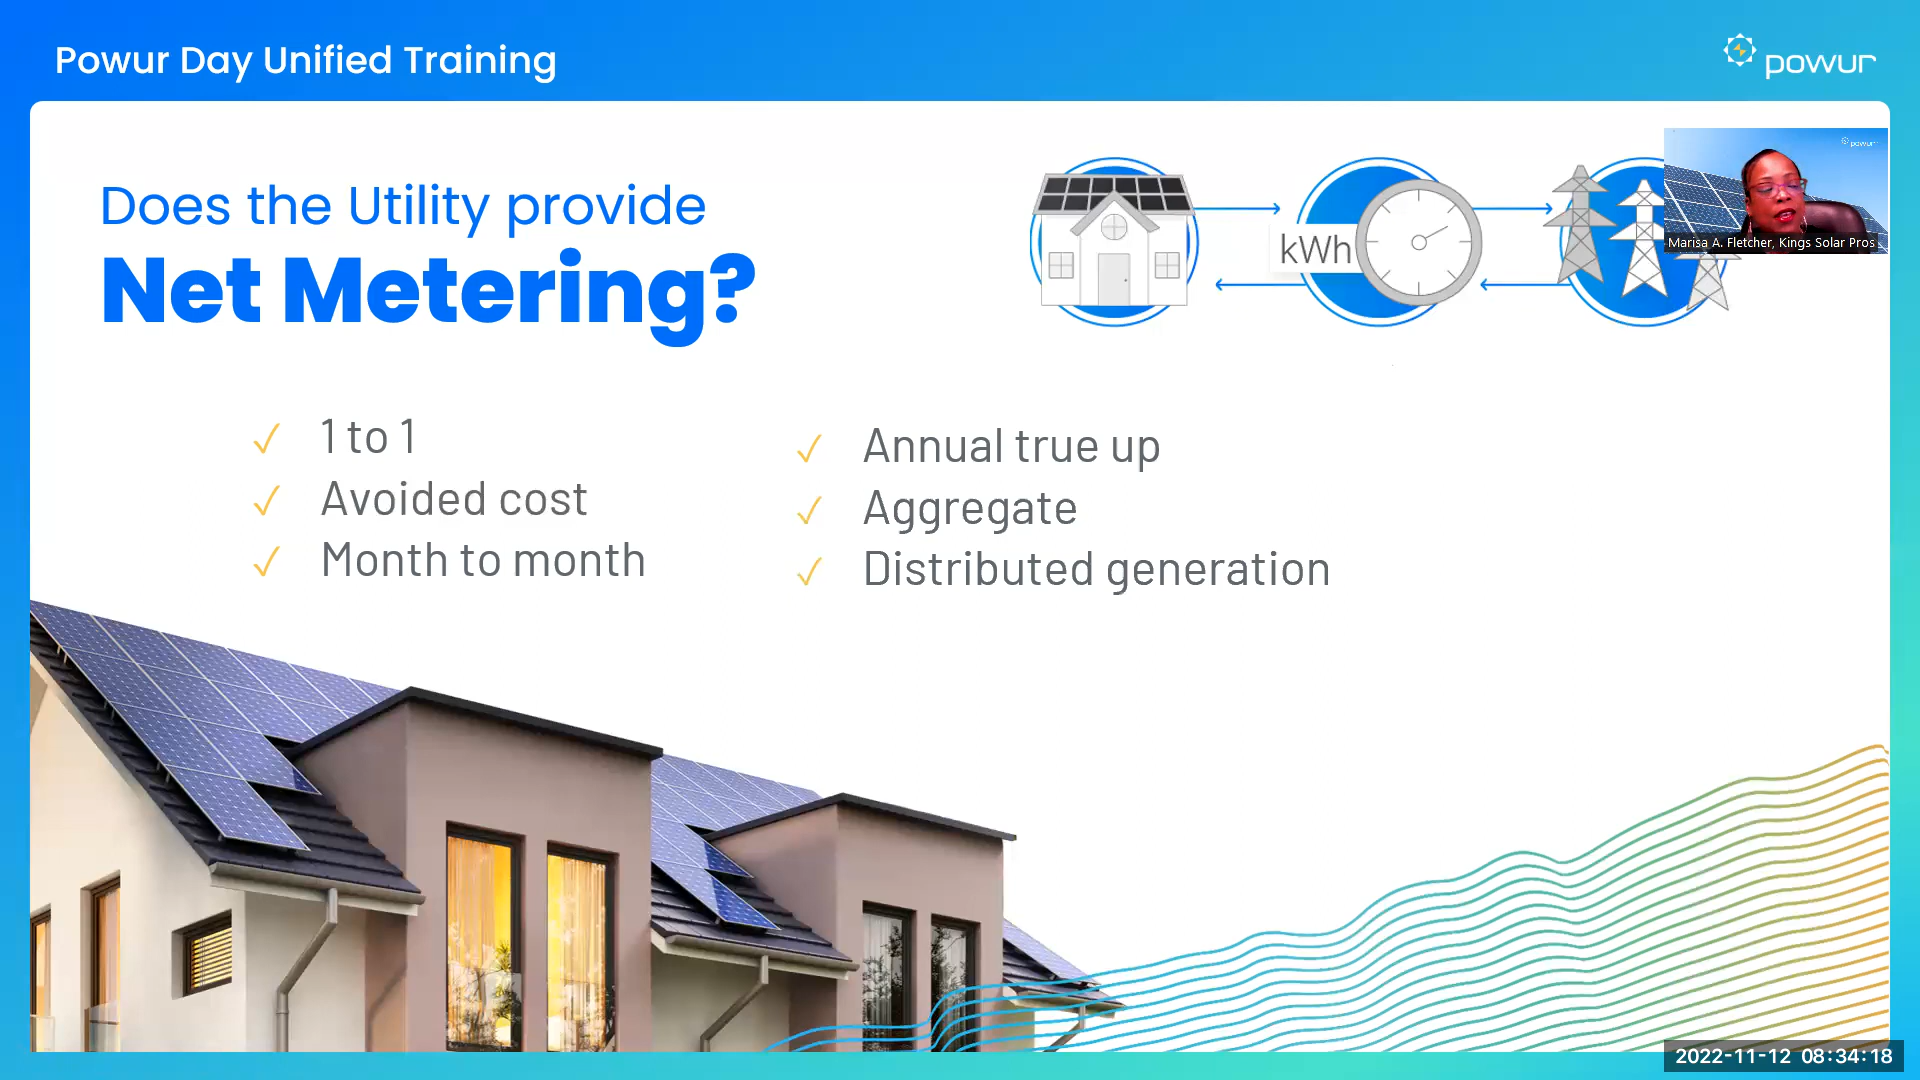 Powur Day Unified Training
powur
Does the Utility provide
Net Metering?
kWh
powur
Marisa A. Fletcher, Kings Solar Pros
1 to 1
Avoided cost
Month to month
Annual true up
Aggregate
Distributed generation
2022-11-12 08:34:18